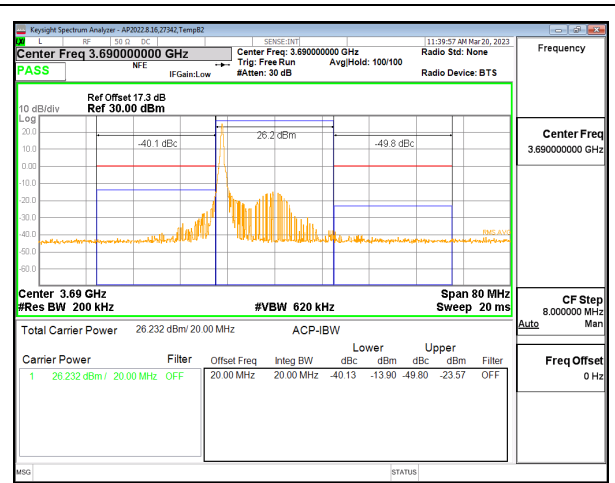 Keysight Spectrum Analyzer - AP2022.8.16,27342,TempB2
LXI L RF 50 Ω DC SENSE:INT 11:39:57 AM Mar 20, 2023
Center Freq 3.690000000 GHz
Center Freq: 3.690000000 GHz
Radio Std: None
PASS
NFE
IFGain:Low
Trig: Free Run Avg|Hold: 100/100
#Atten: 30 dB
Radio Device: BTS
Ref Offset 17.3 dB
10 dB/div Ref 30.00 dBm
Log
20.0
10.0
0.00
-10.0
-20.0
-30.0
-40.0
-50.0
-60.0
-40.1 dBc
26.2 dBm
-49.8 dBc
RMS AVG
Center 3.69 GHz Span 80 MHz
#Res BW 200 kHz #VBW 620 kHz Sweep 20 ms
Total Carrier Power 26.232 dBm/ 20.00 MHz ACP-IBW
Lower Upper
Carrier Power Filter Offset Freq Integ BW dBc dBm dBc dBm Filter
1 26.232 dBm / 20.00 MHz OFF 20.00 MHz 20.00 MHz -40.13 -13.90 -49.80 -23.57 OFF
MSG STATUS
Frequency
Center Freq
3.690000000 GHz
CF Step
8.000000 MHz
Auto Man
Freq Offset
0 Hz